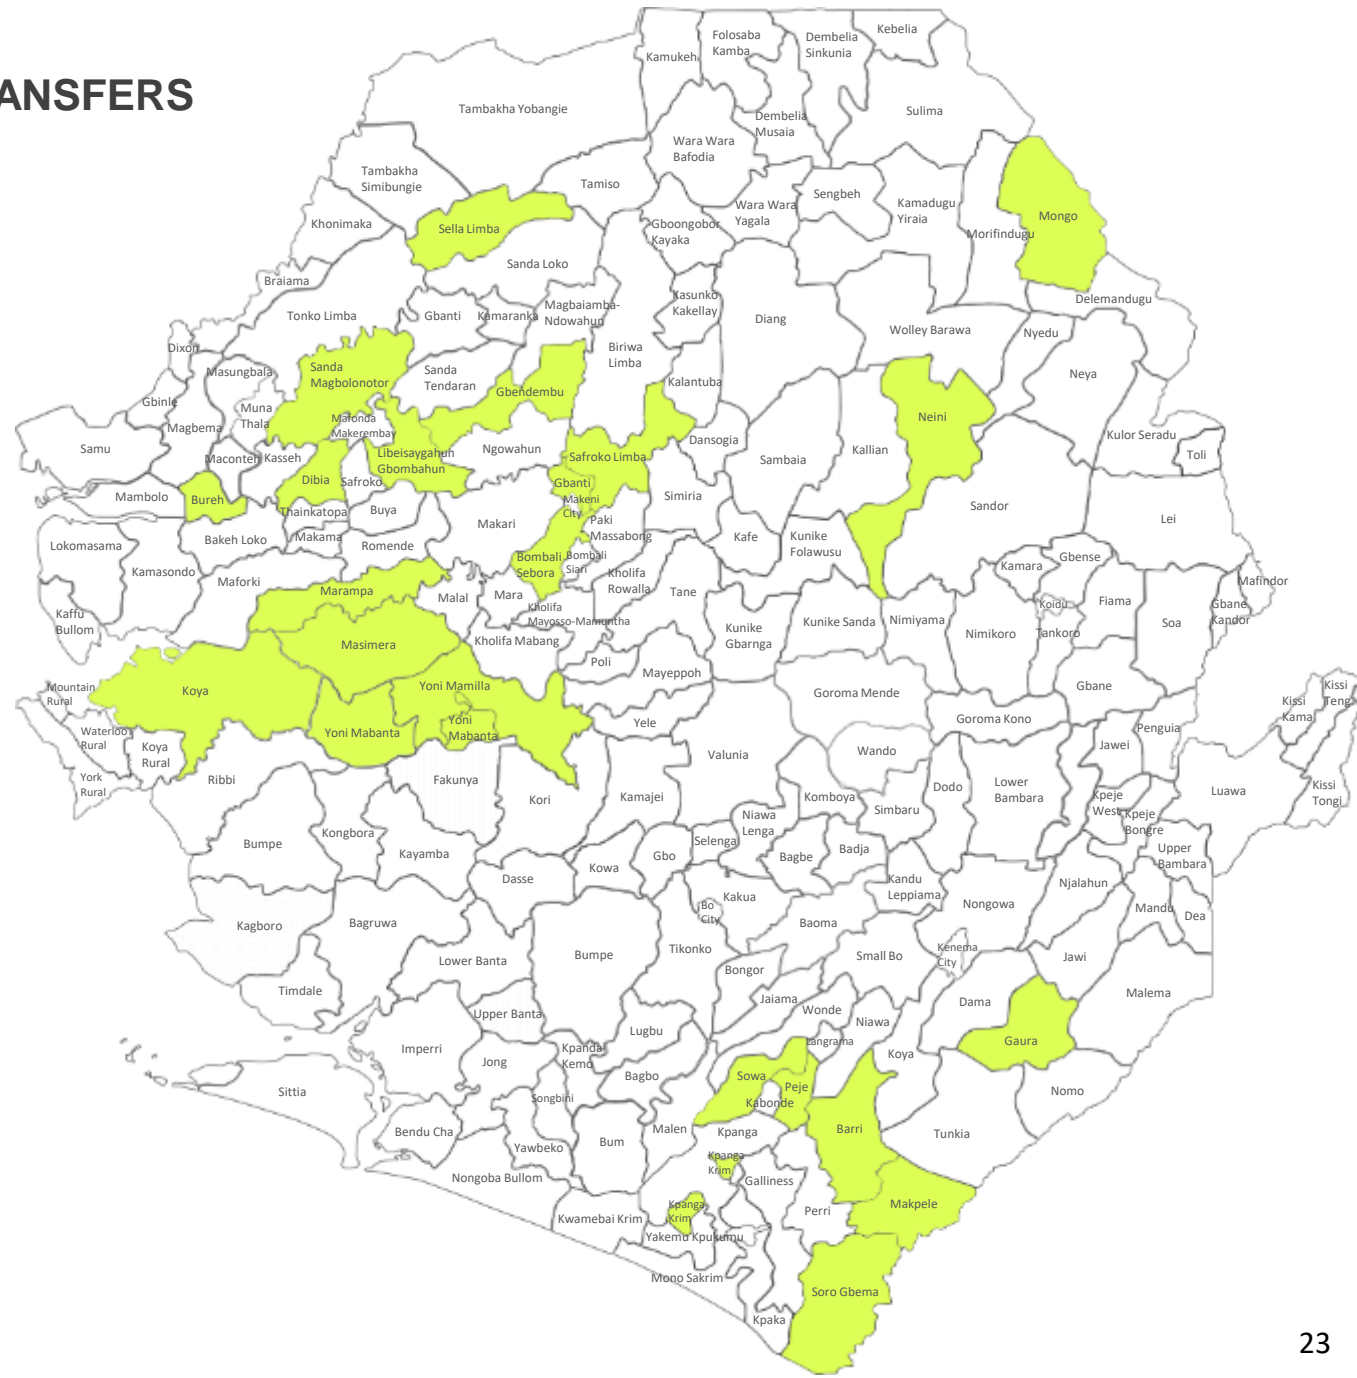 ANSFERS
Kebelia
Folosaba
Kamba
Dembelia
Sinkunia
Kamukeh
Tambakha Yobangie
Sulima
Dembelia
Musaia
Wara Wara
Bafodia
Tambakha
Simibungie
Tamiso
Sengbeh
Kamadugu
Yiraia
Wara Wara
Yagala
Mongo
Khonimaka
Sella Limba
Gboongobor
Kayaka
Morifindugu
Sanda Loko
Braiama
Delemandugu
Kasunko
Kakellay
Magbaiamba-
Ndowahun
Tonko Limba
Gbanti
Kamaranka
Diang
Wolley Barawa
Nyedu
Dixon
Biriwa
Limba
Sanda
Magbolonotor
Sanda
Tendaran
Masungbala
Neya
Kalantuba
Gbendembu
Gbinle
Muna
Thala
Magbema
Mafonda
Makerembay
Neini
Kulor Seradu
Toli
Samu
Dansogia
Ngowahun
Kallian
Sambaia
Maconteh
Kasseh
Libeisaygahun
Gbombahun
Safroko Limba
Dibia
Safroko
Gbanti
Simiria
Mambolo
Bureh
Makeni
City
Sandor
Thainkatopa
Buya
Lei
Makari
Paki
Massabong
Kafe
Kunike
Folawusu
Lokomasama
Bakeh Loko
Makama
Romende
Bombali
Sebora
Bombali
Siari
Gbense
Kamasondo
Maforki
Kamara
Kholifa
Rowalla
Mafindor
Marampa
Malal
Mara
Tane
Fiama
Gbane
Kandor
Koidu
Kaffu
Bullom
Kholifa
Mayosso-Mamuntha
Kunike Sanda
Nimiyama
Nimikoro
Tankoro
Soa
Kunike
Gbarnga
Masimera
Kholifa Mabang
Poli
Mayeppoh
Mountain
Rural
Koya
Yoni Mamilla
Goroma Mende
Gbane
Kissi
Teng
Kissi
Kama
Yoni
Mabanta
Yele
Goroma Kono
Waterloo
Rural
Yoni Mabanta
Penguia
Koya
Rural
Jawei
Valunia
Wando
York
Rural
Ribbi
Fakunya
Kori
Kamajei
Komboya
Dodo
Lower
Bambara
Luawa
Kissi
Tongi
Kpeje
West
Simbaru
Niawa
Lenga
Kpeje
Bongre
Kongbora
Bumpe
Kayamba
Selenga
Gbo
Bagbe
Badja
Upper
Bambara
Kowa
Dasse
Kandu
Leppiama
Njalahun
Kakua
Nongowa
Bo
City
Mandu
Dea
Kagboro
Bagruwa
Baoma
Tikonko
Kenema
City
Bumpe
Lower Banta
Small Bo
Jawi
Bongor
Timdale
Jaiama
Dama
Malema
Upper Banta
Wonde
Niawa
Lugbu
Imperri
Langrama
Gaura
Jong
Kpanda
Kemo
Koya
Bagbo
Sowa
Peje
Sittia
Nomo
Songbini
Kabonde
Malen
Bendu Cha
Kpanga
Barri
Tunkia
Bum
Yawbeko
Kpanga
Krim
Nongoba Bullom
Galliness
Kpanga
Krim
Makpele
Perri
Kwamebai Krim
Yakemu Kpukumu
Mono Sakrim
Soro Gbema
Kpaka
23